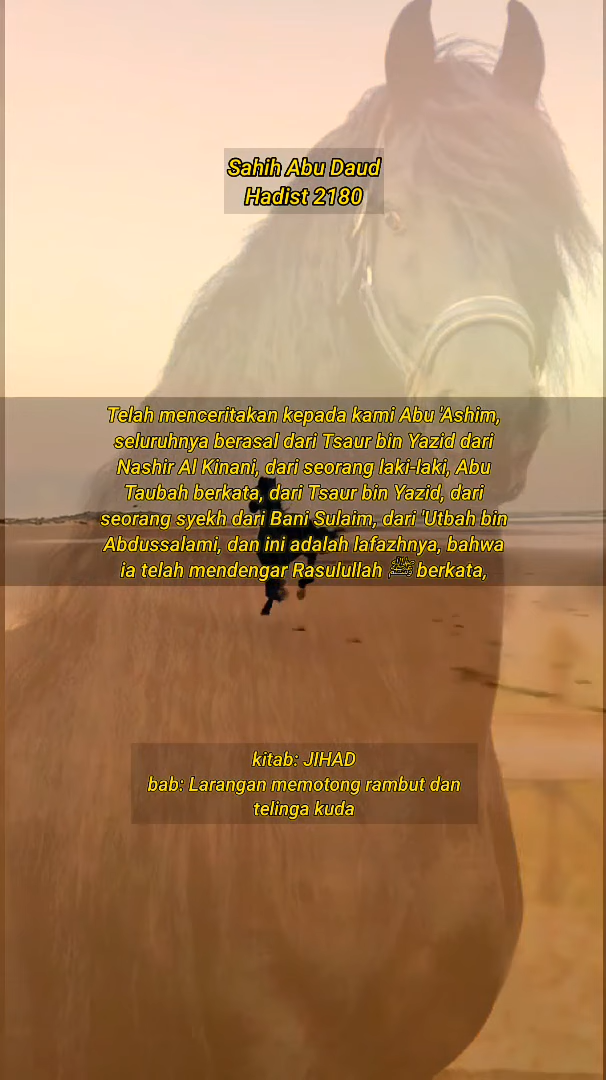 Sahih Abu Daud
Hadist 2180
Telah menceritakan kepada kami Abu 'Ashim,
seluruhnya berasal dari Tsaur bin Yazid dari
Nashir Al Kinani, dari seorang laki-laki, Abu
Taubah berkata, dari Tsaur bin Yazid, dari
seorang syekh dari Bani Sulaim, dari 'Utbah bin
Abdussalami, dan ini adalah lafazhnya, bahwa
ia telah mendengar Rasulullah ﷺ berkata,
kitab: JIHAD
bab: Larangan memotong rambut dan
telinga kuda